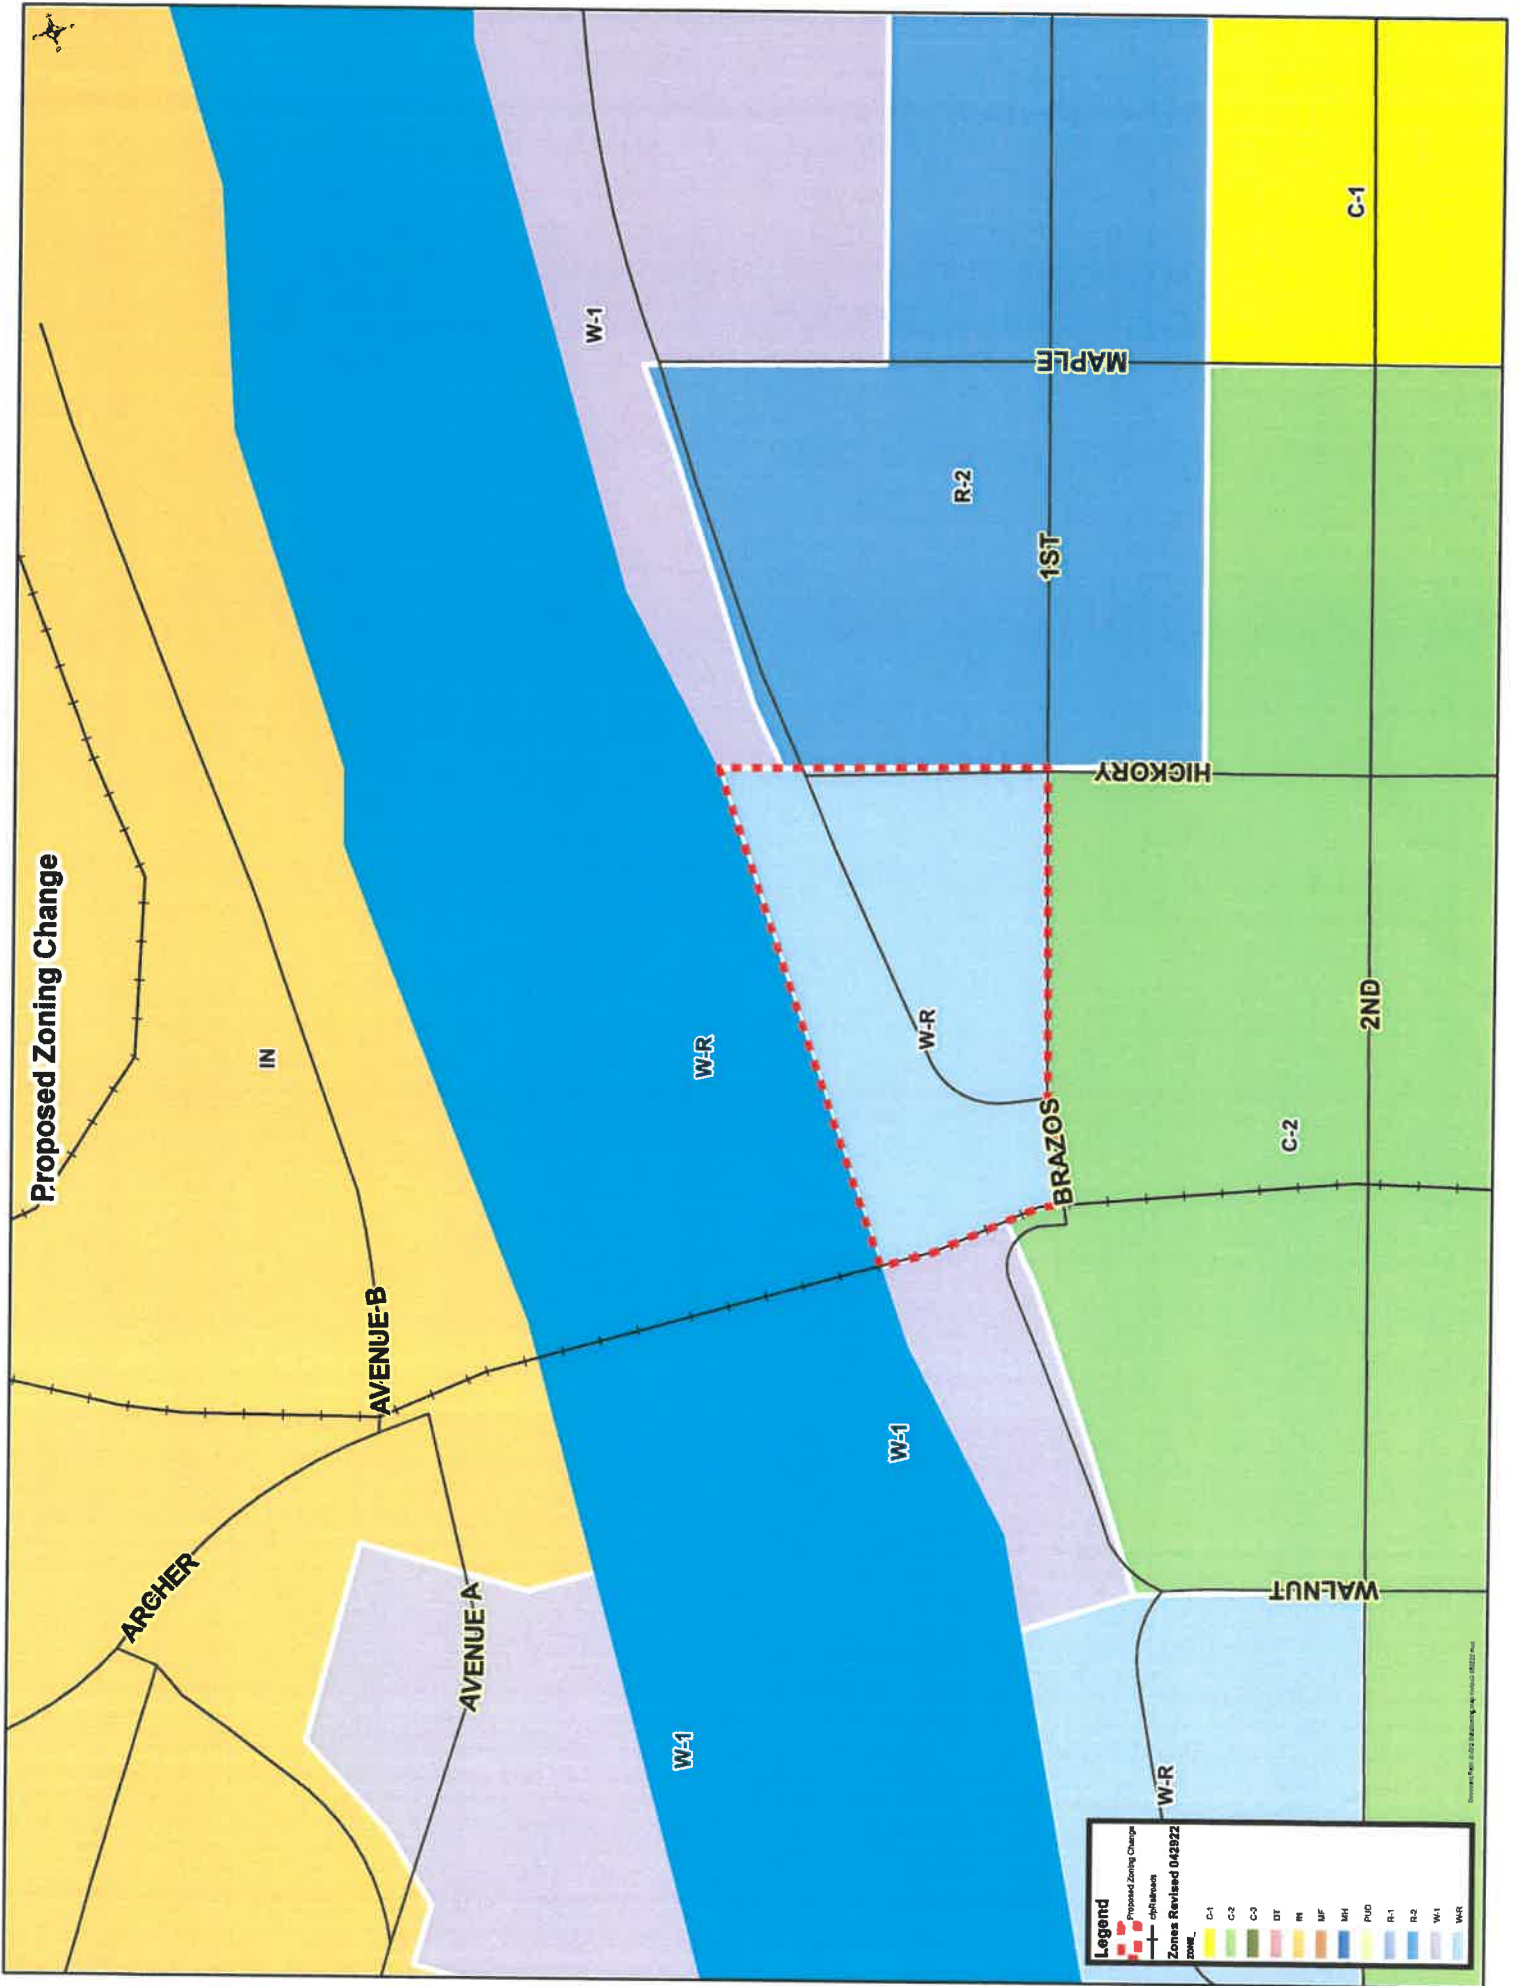 Proposed Zoning Change
IN
AVENUE-B
ARCHER
AVENUE-A
W-1
MAPLE
R-2
1ST
C-1
HICKORY
W-R
W-R
BRAZOS
2ND
C-2
W-1
W-1
WALNUT
W-R
Legend
Proposed Zoning Change
Zones Revised 042922
ZONE_
C-1
C-2
C-3
DT
IN
MF
MH
PUD
R-1
R-2
W-1
W-R